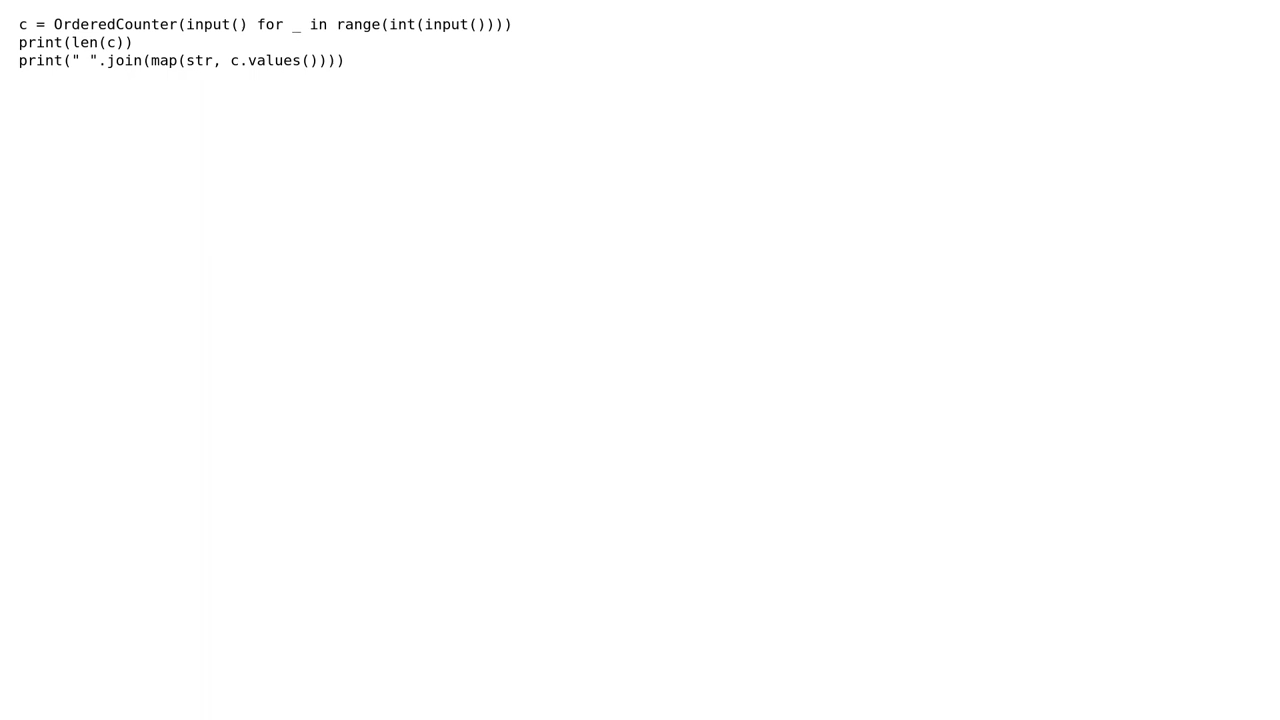 c = OrderedCounter(input() for _ in range(int(input())))
print(len(c))
print(" ".join(map(str, c.values())))